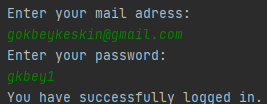 Enter your mail adress:
gokbeykeskin@gmail.com
Enter your password:
gkbey1
You have successfully logged in.